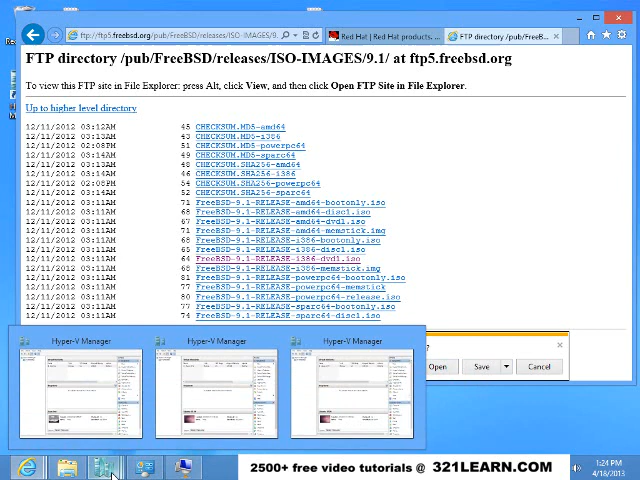 ftp://ftp5.freebsd.org/pub/FreeBSD/releases/ISO-IMAGES/9.
Red Hat | Red Hat produc...
FTP directory /pub/FreeB...
FTP directory /pub/FreeBSD/releases/ISO-IMAGES/9.1/ at ftp5.freebsd.org
To view this FTP site in File Explorer: press Alt, click View, and then click Open FTP Site in File Explorer.
Up to higher level directory
12/11/2012 03:12AM 45 CHECKSUM.MD5-amd64
12/11/2012 03:13AM 43 CHECKSUM.MD5-i386
12/11/2012 02:08PM 51 CHECKSUM.MD5-powerpc64
12/11/2012 03:14AM 49 CHECKSUM.MD5-sparc64
12/11/2012 03:13AM 48 CHECKSUM.SHA256-amd64
12/11/2012 03:13AM 46 CHECKSUM.SHA256-i386
12/11/2012 02:08PM 54 CHECKSUM.SHA256-powerpc64
12/11/2012 03:14AM 52 CHECKSUM.SHA256-sparc64
12/11/2012 03:11AM 71 FreeBSD-9.1-RELEASE-amd64-bootonly.iso
12/11/2012 03:11AM 68 FreeBSD-9.1-RELEASE-amd64-disc1.iso
12/11/2012 03:11AM 67 FreeBSD-9.1-RELEASE-amd64-dvd1.iso
12/11/2012 03:11AM 71 FreeBSD-9.1-RELEASE-amd64-memstick.img
12/11/2012 03:11AM 68 FreeBSD-9.1-RELEASE-i386-bootonly.iso
12/11/2012 03:11AM 65 FreeBSD-9.1-RELEASE-i386-disc1.iso
12/11/2012 03:11AM 64 FreeBSD-9.1-RELEASE-i386-dvd1.iso
12/11/2012 03:11AM 68 FreeBSD-9.1-RELEASE-i386-memstick.img
12/11/2012 03:11AM 81 FreeBSD-9.1-RELEASE-powerpc64-bootonly.iso
12/11/2012 03:11AM 77 FreeBSD-9.1-RELEASE-powerpc64-memstick
12/11/2012 03:11AM 80 FreeBSD-9.1-RELEASE-powerpc64-release.iso
12/11/2012 03:11AM 77 FreeBSD-9.1-RELEASE-sparc64-bootonly.iso
12/11/2012 03:11AM 74 FreeBSD-9.1-RELEASE-sparc64-disc1.iso
Hyper-V Manager
Hyper-V Manager
Hyper-V Manager
?
Open
Save
Cancel
2500+ free video tutorials @ 321LEARN.COM
1:24 PM
4/18/2013